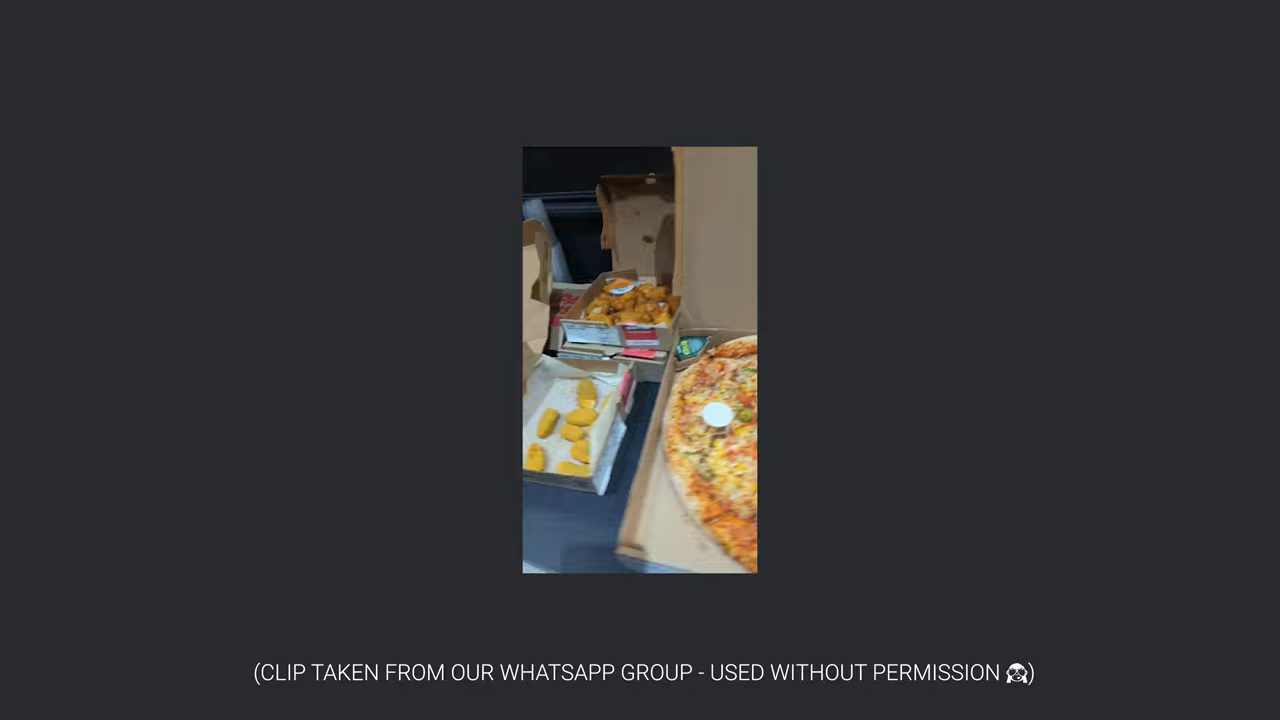 (CLIP TAKEN FROM OUR WHATSAPP GROUP - USED WITHOUT PERMISSION 🙈)